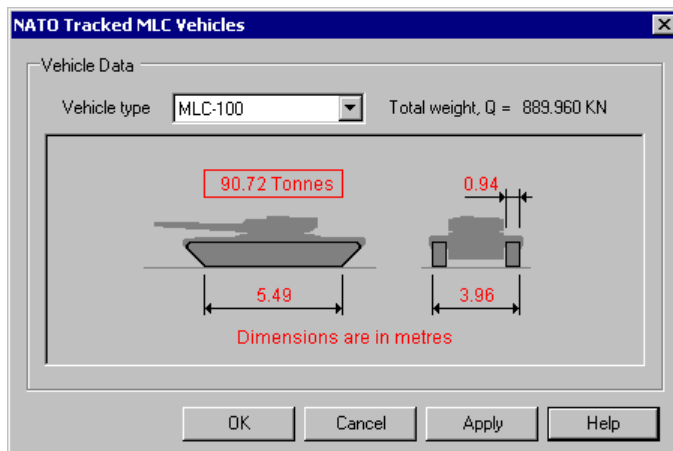 NATO Tracked MLC Vehicles
Vehicle Data
Vehicle type MLC-100 Total weight, Q = 889.960 KN
90.72 Tonnes 0.94
5.49 3.96
Dimensions are in metres
OK Cancel Apply Help